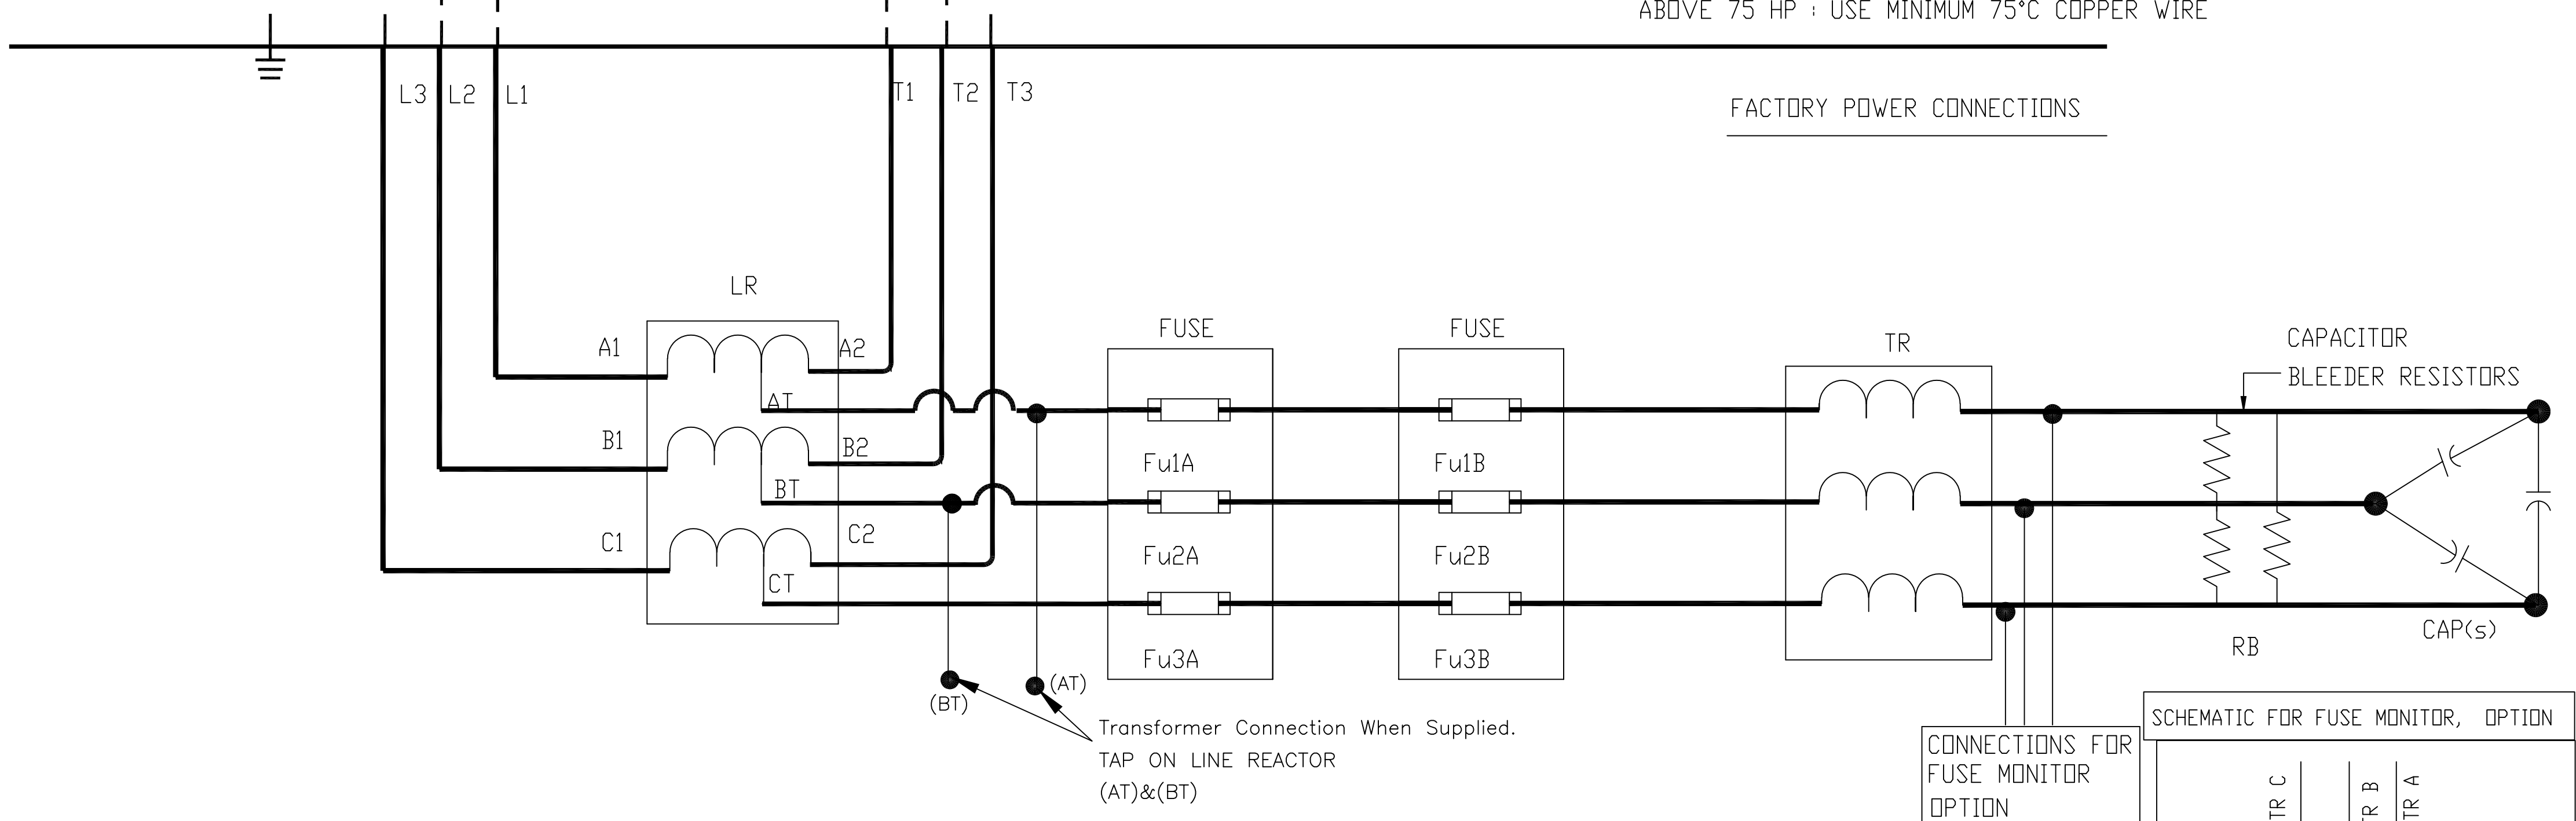 ABOVE 75 HP : USE MINIMUM 75°C COPPER WIRE
L3 L2 L1 T1 T2 T3
FACTORY POWER CONNECTIONS
LR
A1 A2
AT
B1 B2
BT
C1 C2
CT
FUSE
Fu1A
Fu2A
Fu3A
FUSE
Fu1B
Fu2B
Fu3B
TR
CAPACITOR
BLEEDER RESISTORS
RB
CAP(s)
(BT)
(AT)
Transformer Connection When Supplied.
TAP ON LINE REACTOR
(AT)&(BT)
CONNECTIONS FOR
FUSE MONITOR
OPTION
SCHEMATIC FOR FUSE MONITOR, OPTION
TR C
TR B
TR A